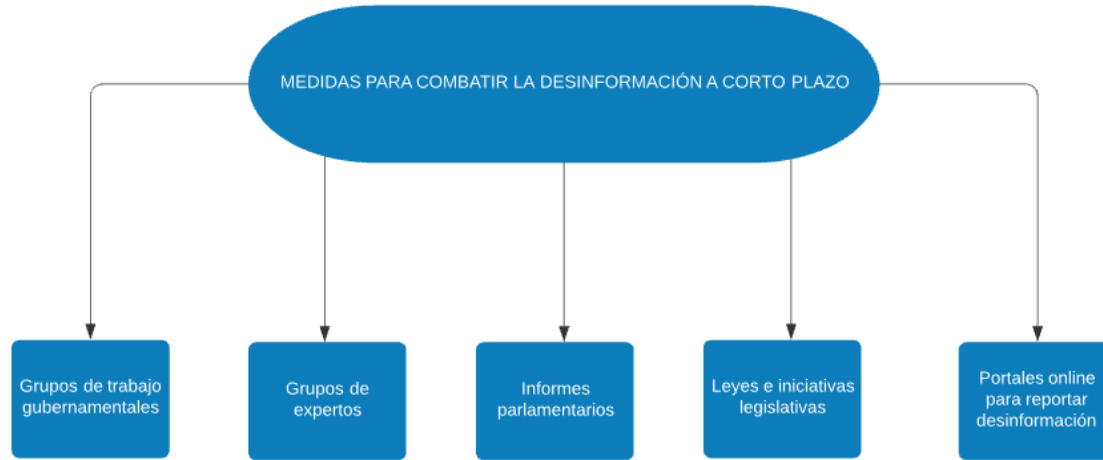 MEDIDAS PARA COMBATIR LA DESINFORMACIÓN A CORTO PLAZO
Grupos de trabajo
gubernamentales
Grupos de
expertos
Informes
parlamentarios
Leyes e iniciativas
legislativas
Portales online
para reportar
desinformación